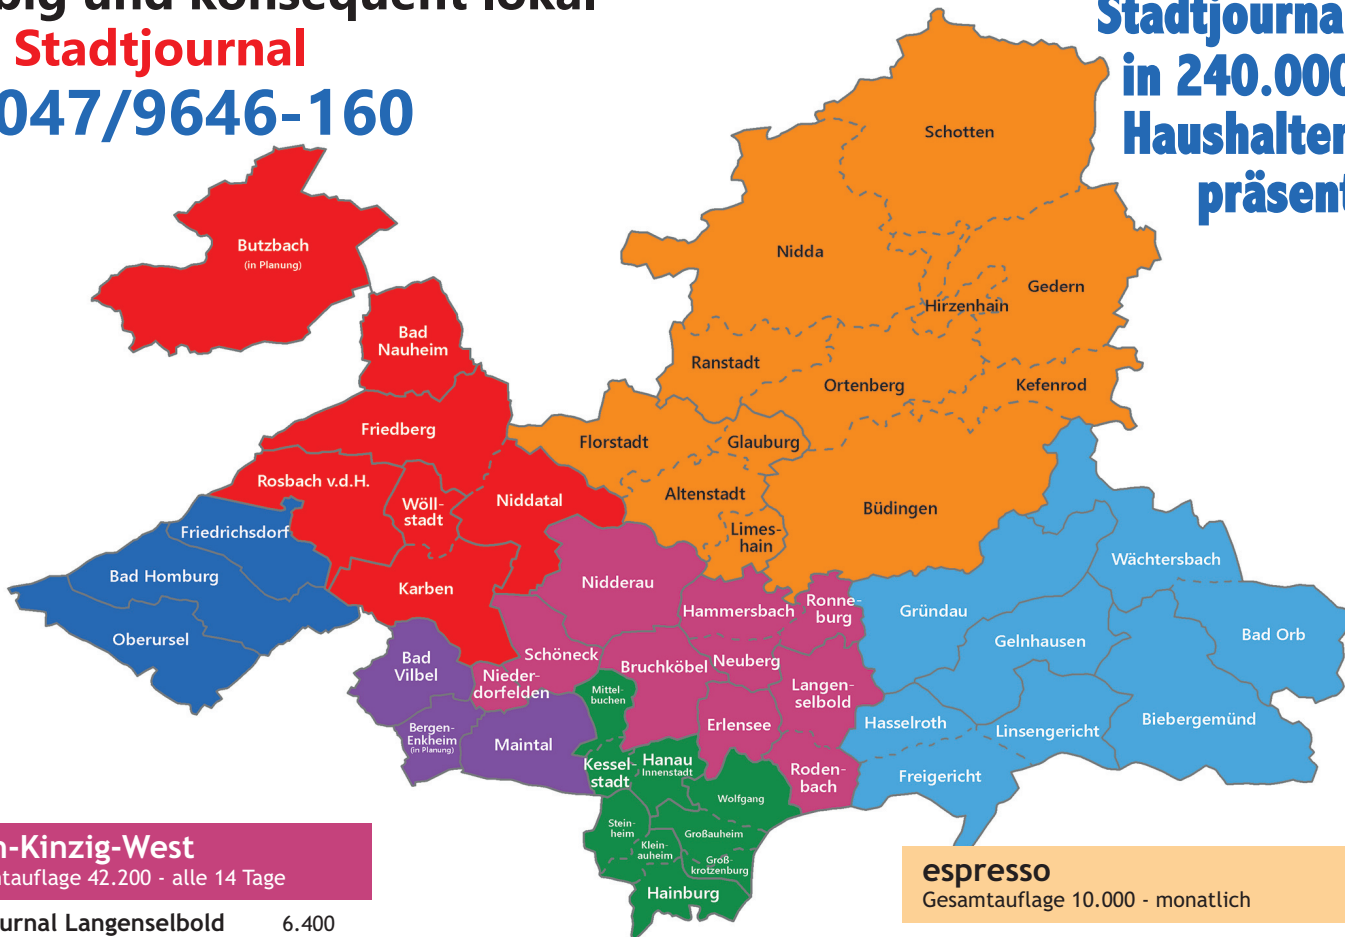 big und konsequent lokal
Stadtjournal
047/9646-160
Stadtjourna
in 240.000
Haushalter
präsent
Schotten
Butzbach
(in Planung)
Nidda
Gedern
Hirzenhain
Bad
Nauheim
Ranstadt
Ortenberg
Kefenrod
Friedberg
Florstadt
Glauburg
Rosbach v.d.H.
Wöll-
stadt
Niddatal
Altenstadt
Büdingen
Limes-
hain
Friedrichsdorf
Wächtersbach
Bad Homburg
Karben
Nidderau
Hammersbach
Ronne-
burg
Gründau
Gelnhausen
Bad Orb
Oberursel
Bad
Vilbel
Schöneck
Nieder-
dorfelden
Bruchköbel
Neuberg
Mittel-
buchen
Langen-
selbold
Erlensee
Hasselroth
Linsengericht
Biebergemünd
Bergen-
Enkheim
(in Planung)
Maintal
Kessel-
stadt
Hanau
Innenstadt
Roden-
bach
Freigericht
Wolfgang
Stein-
heim
Großauheim
Klein-
auheim
Groß-
krotzenburg
Hainburg
n-Kinzig-West
ntauflage 42.200 - alle 14 Tage
urnal Langenselbold 6.400
espresso
Gesamtauflage 10.000 - monatlich